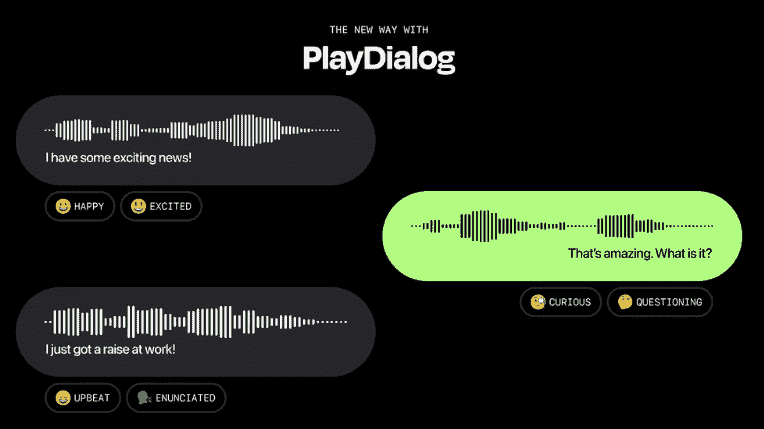 THE NEW WAY WITH
PlayDialog
I have some exciting news!
HAPPY
EXCITED
That's amazing. What is it?
CURIOUS
QUESTIONING
I just got a raise at work!
UPBEAT
ENUNCIATED